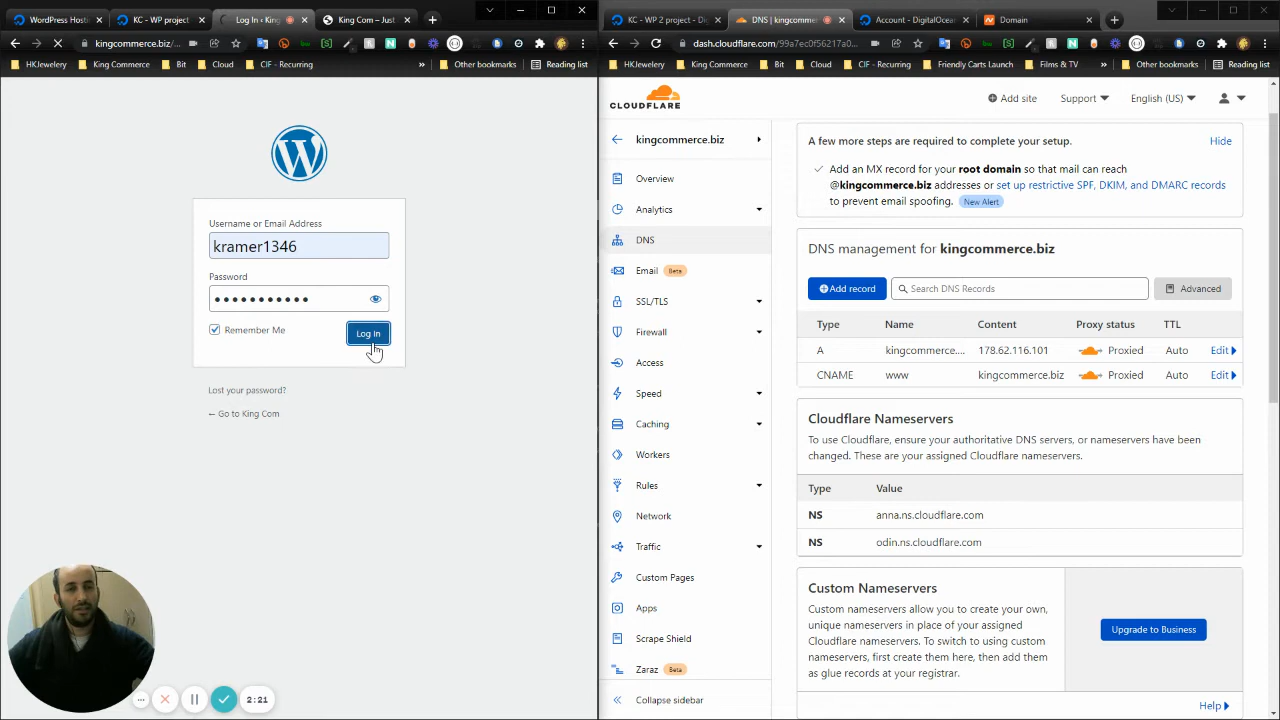 WordPress Hosti
KC - WP project
Log In ‹ King
King Com – Just
kingcommerce.biz/...
HKJewelery
King Commerce
Bit
Cloud
CIF - Recurring
»
Other bookmarks
Reading list
Username or Email Address
kramer1346
Password
Remember Me
Log In
Lost your password?
← Go to King Com
2:21
KC - WP 2 project - Dig
DNS | kingcommer
Account - DigitalOcean
Domain
dash.cloudflare.com/99a7ec0f56217a0...
HKJewelery
King Commerce
Bit
Cloud
CIF - Recurring
Friendly Carts Launch
Films & TV
»
Other bookmarks
Reading list
CLOUDFLARE
Add site
Support
English (US)
kingcommerce.biz
Overview
Analytics
DNS
Email Beta
SSL/TLS
Firewall
Access
Speed
Caching
Workers
Rules
Network
Traffic
Custom Pages
Apps
Scrape Shield
Zaraz Beta
Collapse sidebar
A few more steps are required to complete your setup.
Hide
Add an MX record for your root domain so that mail can reach
@kingcommerce.biz addresses or set up restrictive SPF, DKIM, and DMARC records
to prevent email spoofing. New Alert
DNS management for kingcommerce.biz
Add record
Search DNS Records
Advanced
Type Name Content Proxy status TTL
A kingcommerce.... 178.62.116.101 Proxied Auto Edit
CNAME www kingcommerce.biz Proxied Auto Edit
Cloudflare Nameservers
To use Cloudflare, ensure your authoritative DNS servers, or nameservers have been
changed. These are your assigned Cloudflare nameservers.
Type Value
NS anna.ns.cloudflare.com
NS odin.ns.cloudflare.com
Custom Nameservers
Custom nameservers allow you to create your own,
unique nameservers in place of your assigned
Cloudflare nameservers. To switch to using custom
nameservers, first create them here, then add them
as glue records at your registrar.
Upgrade to Business
Help